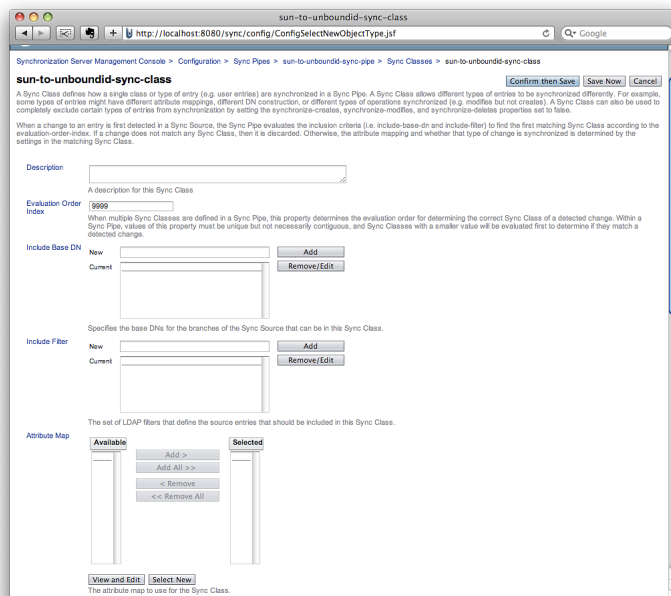 sun-to-unboundid-sync-class
http://localhost:8080/sync/config/ConfigSelectNewObjectType.jsf
Google
Synchronization Server Management Console > Configuration > Sync Pipes > sun-to-unboundid-sync-pipe > Sync Classes > sun-to-unboundid-sync-class
sun-to-unboundid-sync-class
Confirm then Save Save Now Cancel
A Sync Class defines how a single class or type of entry (e.g. user entries) are synchronized in a Sync Pipe. A Sync Class allows different types of entries to be synchronized differently. For example,
some types of entries might have different attribute mappings, different DN construction, or different types of operations synchronized (e.g. modifies but not creates). A Sync Class can also be used to
completely exclude certain types of entries from synchronization by setting the synchronize-creates, synchronize-modifies, and synchronize-deletes properties set to false.
When a change to an entry is first detected in a Sync Source, the Sync Pipe evaluates the inclusion criteria (i.e. include-base-dn and include-filter) to find the first matching Sync Class according to the
evaluation-order-index. If a change does not match any Sync Class, then it is discarded. Otherwise, the attribute mapping and whether that type of change is synchronized is determined by the
settings in the matching Sync Class.
Description
A description for this Sync Class
Evaluation Order
Index
9999
When multiple Sync Classes are defined in a Sync Pipe, this property determines the evaluation order for determining the correct Sync Class of a detected change. Within a
Sync Pipe, values of this property must be unique but not necessarily contiguous, and Sync Classes with a smaller value will be evaluated first to determine if they match a
detected change.
Include Base DN
New Add
Current Remove/Edit
Specifies the base DNs for the branches of the Sync Source that can be in this Sync Class.
Include Filter
New Add
Current Remove/Edit
The set of LDAP filters that define the source entries that should be included in this Sync Class.
Attribute Map
Available Selected
Add >
Add All >>
< Remove
<< Remove All
View and Edit Select New
The attribute map to use for the Sync Class.